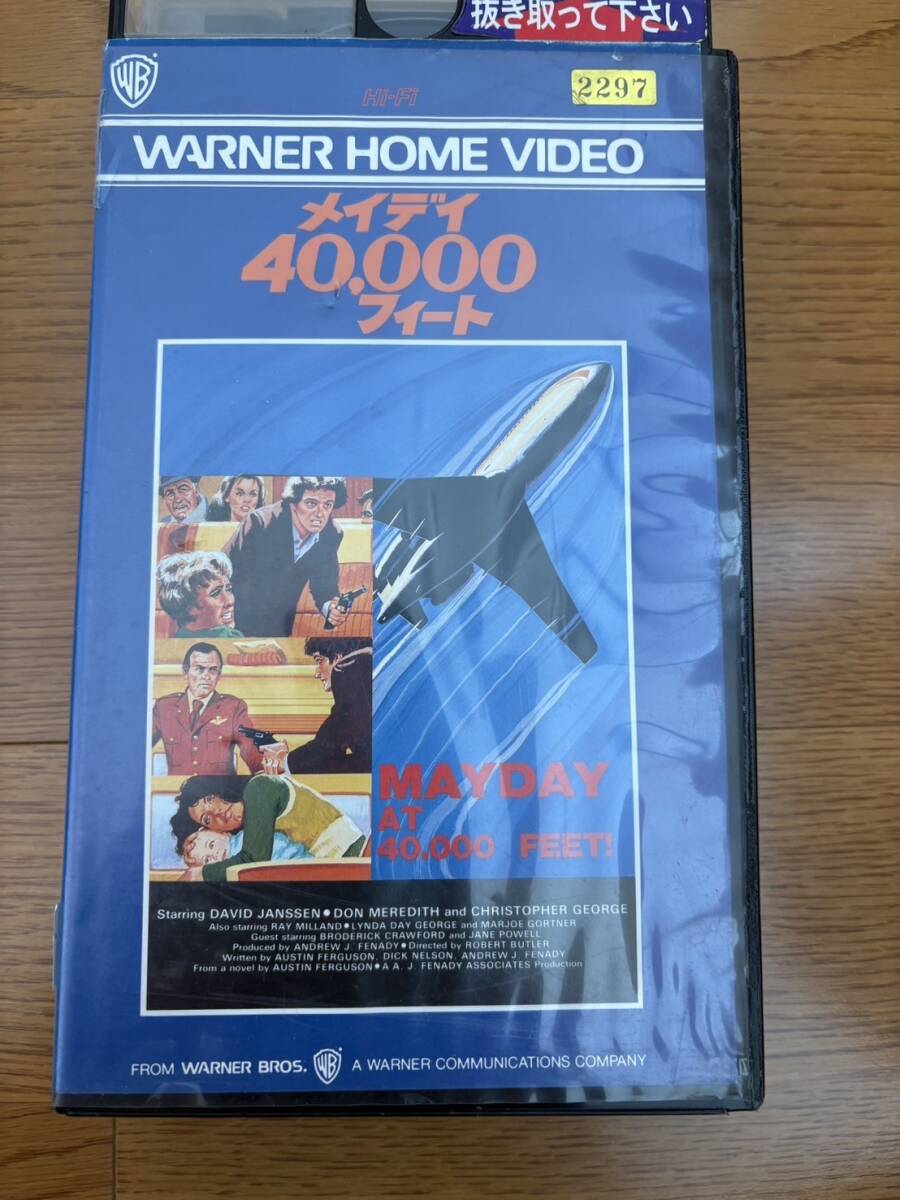 抜き取って下さい
WB
Hi-Fi
2297
WARNER HOME VIDEO
メイデイ
40,000
フィート
MAYDAY
AT
40,000 FEET!
Starring DAVID JANSSEN●DON MEREDITH and CHRISTOPHER GEORGE
Also starring RAY MILLAND●LYNDA DAY GEORGE and MARJOE GORTNER
Guest starring BRODERICK CRAWFORD and JANE POWELL
Produced by ANDREW J. FENADY●Directed by ROBERT BUTLER
Written by AUSTIN FERGUSON, DICK NELSON, ANDREW J. FENADY
From a novel by AUSTIN FERGUSON●A A. J. FENADY ASSOCIATES Production
FROM WARNER BROS. WB A WARNER COMMUNICATIONS COMPANY